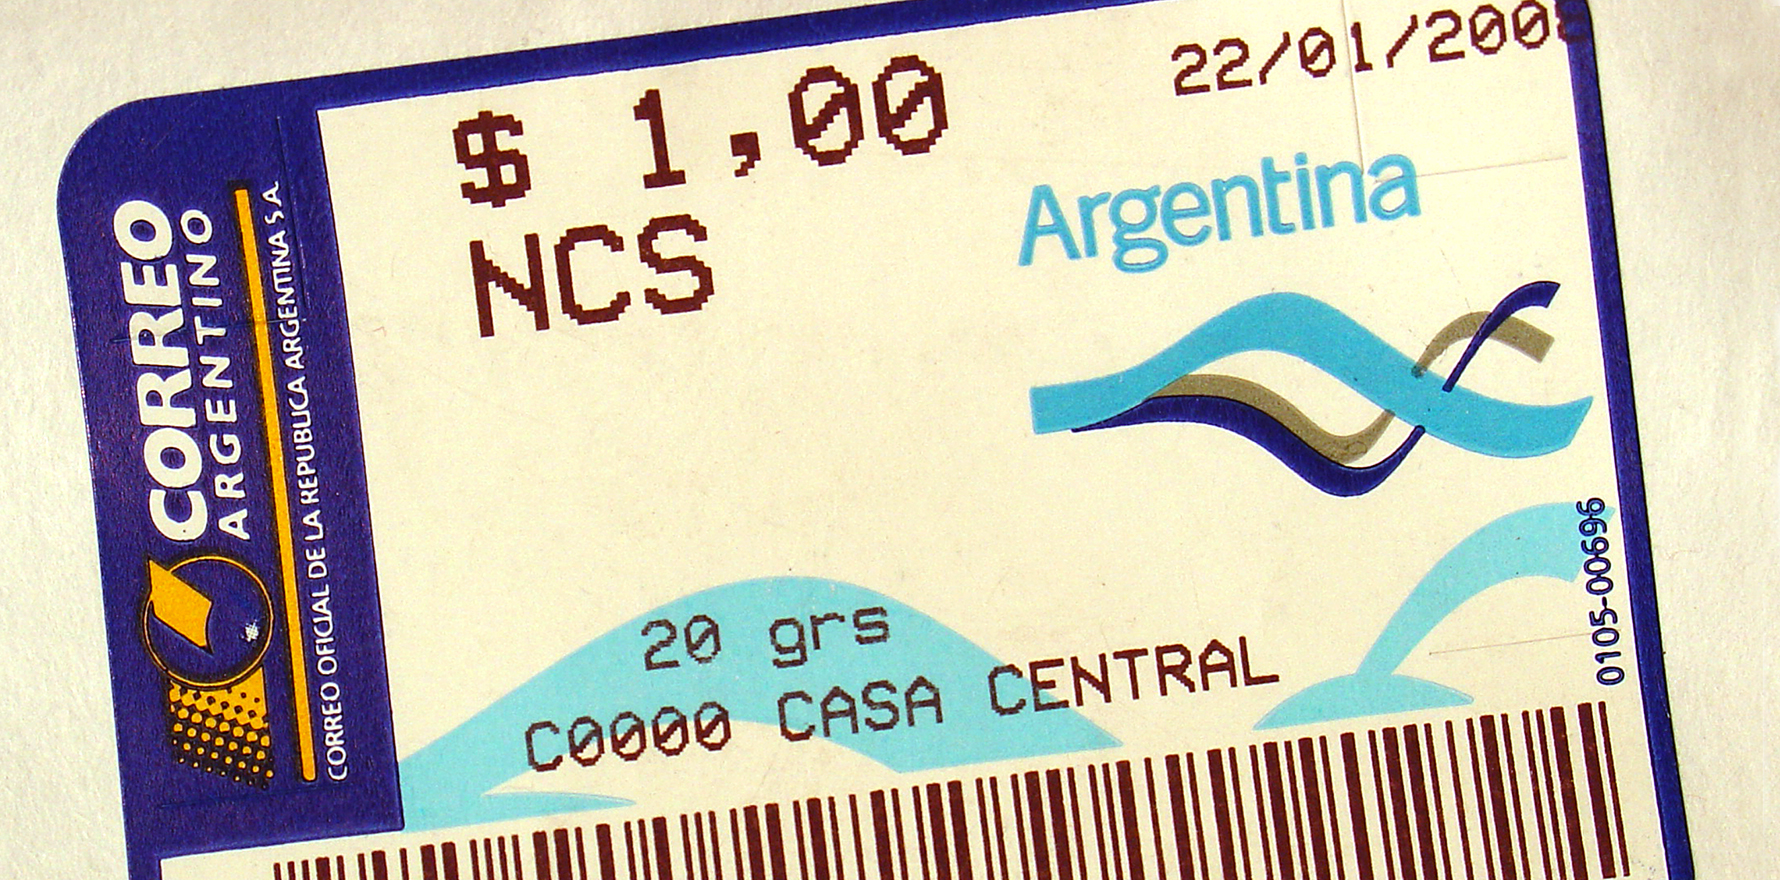 $ 1,00
22/01/2008
NCS
Argentina
CORREO
ARGENTINO
CORREO OFICIAL DE LA REPUBLICA ARGENTINA S.A.
20 grs
C0000 CASA CENTRAL
0105-00696